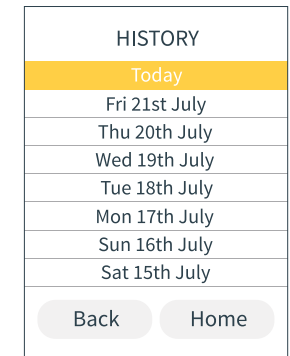 HISTORY
Today
Fri 21st July
Thu 20th July
Wed 19th July
Tue 18th July
Mon 17th July
Sun 16th July
Sat 15th July
Back Home